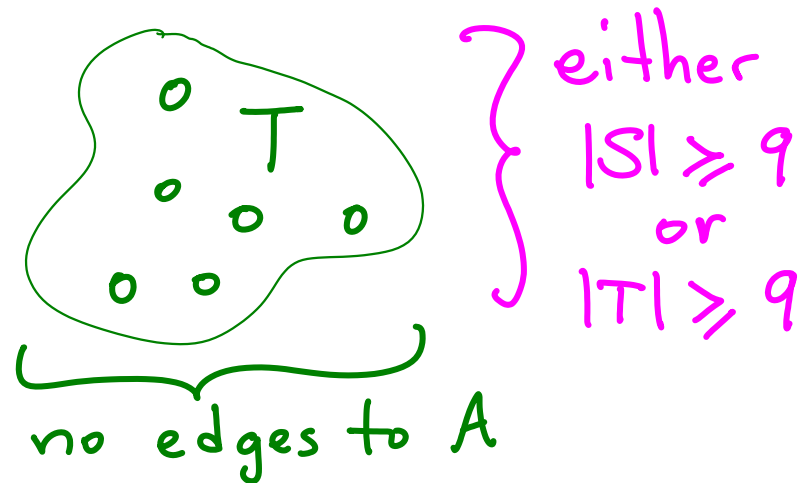 T
either
|S| ⩾ 9
or
|T| ⩾ 9
no edges to A